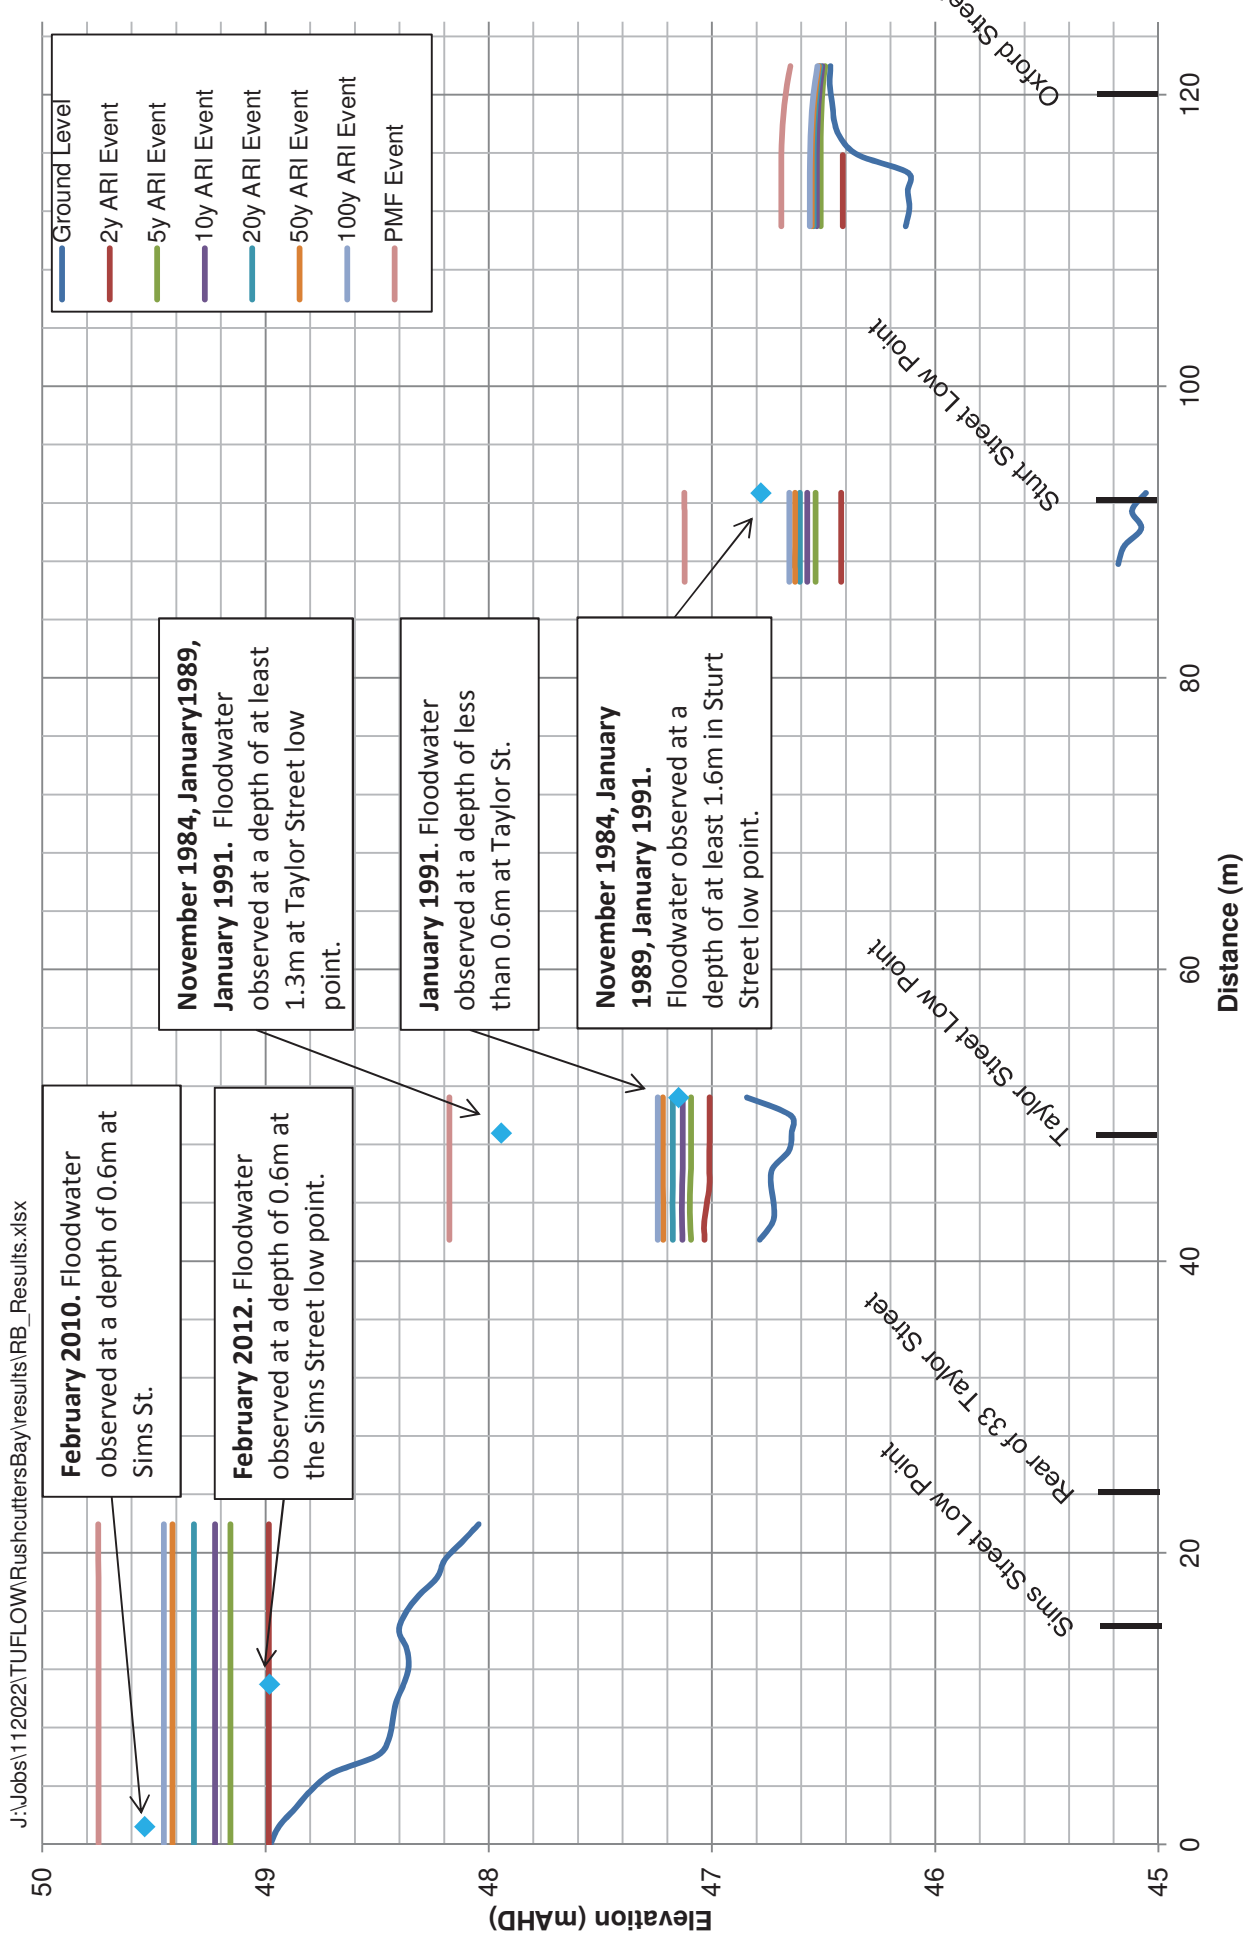 J:\Jobs\112022\TUFLOW\RushcuttersBay\results\RB_Results.xlsx
50
49
48
47
46
45
Elevation (mAHD)
0
20
40
60
80
100
120
Distance (m)
February 2010. Floodwater
observed at a depth of 0.6m at
Sims St.
February 2012. Floodwater
observed at a depth of 0.6m at
the Sims Street low point.
November 1984, January1989,
January 1991. Floodwater
observed at a depth of at least
1.3m at Taylor Street low
point.
January 1991. Floodwater
observed at a depth of less
than 0.6m at Taylor St.
November 1984, January
1989, January 1991.
Floodwater observed at a
depth of at least 1.6m in Sturt
Street low point.
Ground Level
2y ARI Event
5y ARI Event
10y ARI Event
20y ARI Event
50y ARI Event
100y ARI Event
PMF Event
Sims Street Low Point
Rear of 33 Taylor Street
Taylor Street Low Point
Sturt Street Low Point
Oxford Stree